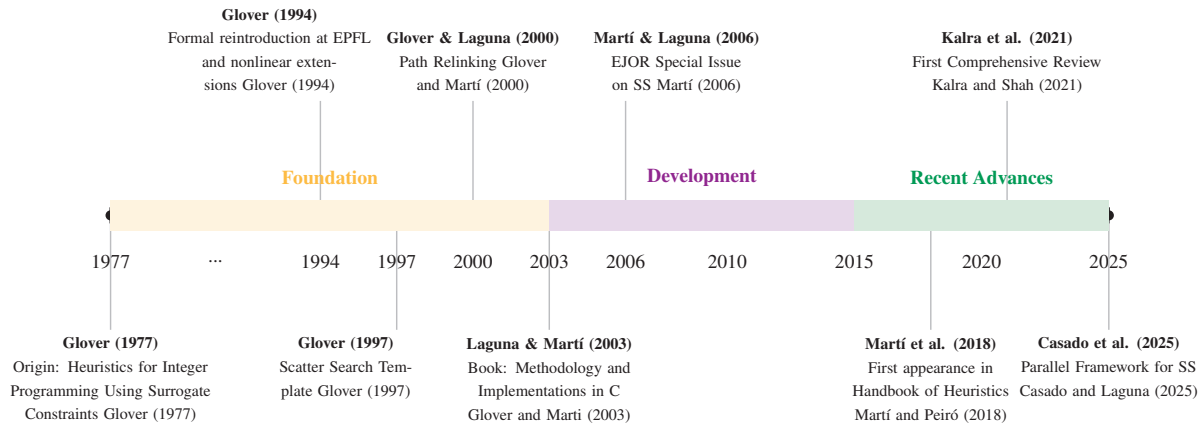 Glover (1994)
Formal reintroduction at EPFL
and nonlinear exten-
sions Glover (1994)
Glover & Laguna (2000)
Path Relinking Glover
and Martí (2000)
Martí & Laguna (2006)
EJOR Special Issue
on SS Martí (2006)
Kalra et al. (2021)
First Comprehensive Review
Kalra and Shah (2021)
Foundation
Development
Recent Advances
1977 ... 1994 1997 2000 2003 2006 2010 2015 2020 2025
Glover (1977)
Origin: Heuristics for Integer
Programming Using Surrogate
Constraints Glover (1977)
Glover (1997)
Scatter Search Tem-
plate Glover (1997)
Laguna & Martí (2003)
Book: Methodology and
Implementations in C
Glover and Marti (2003)
Martí et al. (2018)
First appearance in
Handbook of Heuristics
Martí and Peiró (2018)
Casado et al. (2025)
Parallel Framework for SS
Casado and Laguna (2025)